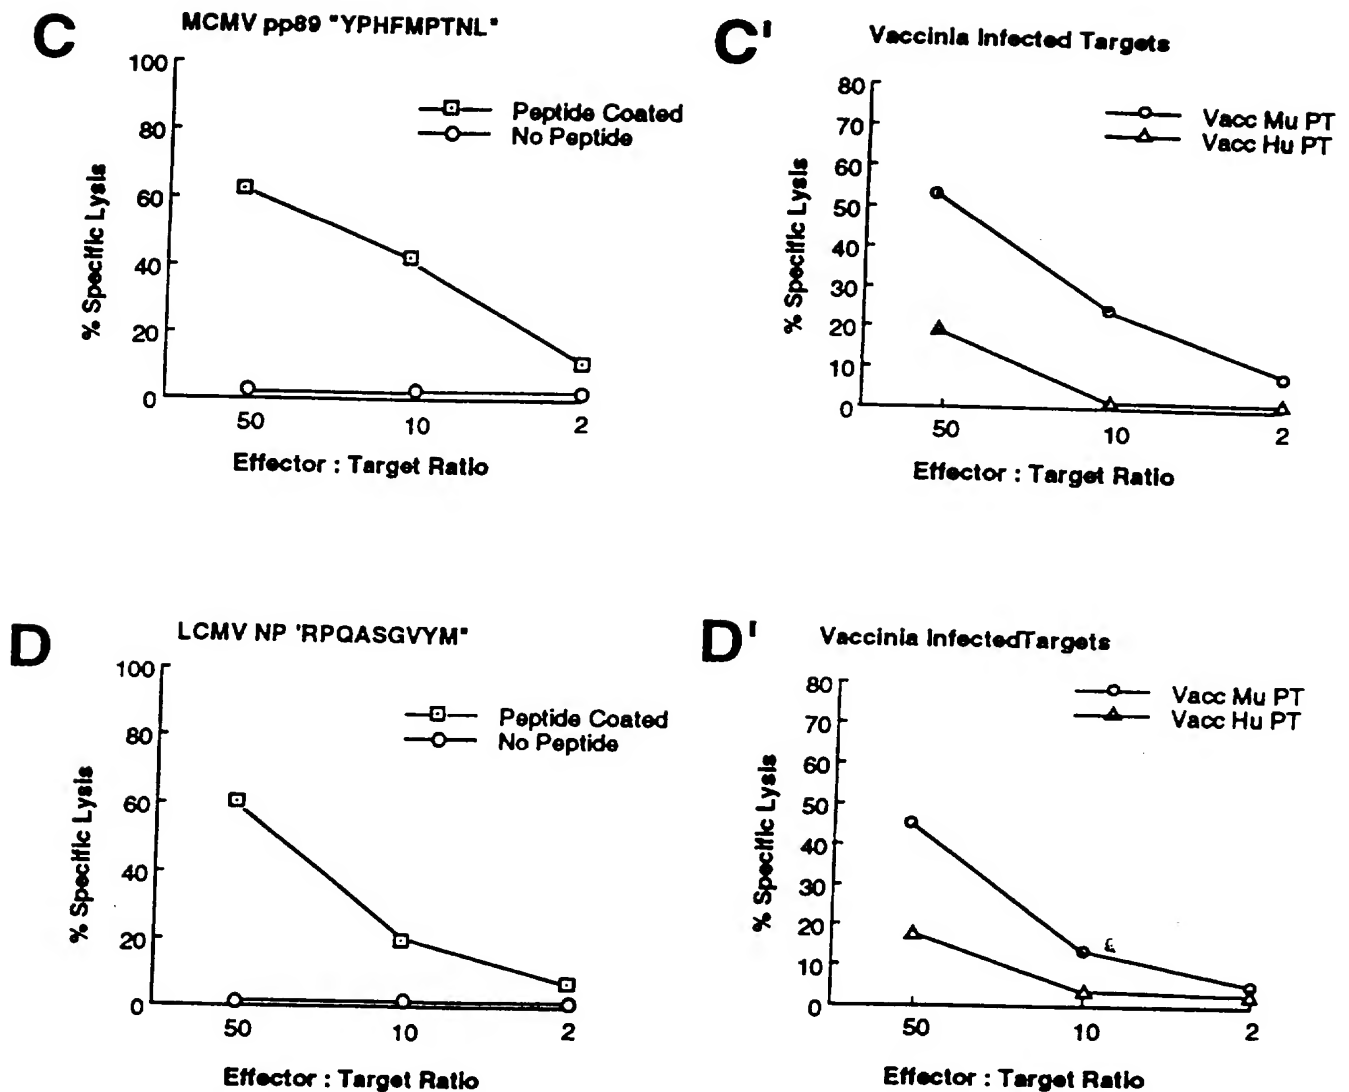 C
MCMV pp89 "YPHFMPTNL"
100
80
60
40
20
0
% Specific Lysis
Peptide Coated
No Peptide
50 10 2
Effector : Target Ratio
C'
Vaccinia Infected Targets
80
70
60
50
40
30
20
10
0
% Specific Lysis
Vacc Mu PT
Vacc Hu PT
50 10 2
Effector : Target Ratio
D
LCMV NP 'RPQASGVYM"
100
80
60
40
20
0
% Specific Lysis
Peptide Coated
No Peptide
50 10 2
Effector : Target Ratio
D'
Vaccinia InfectedTargets
80
70
60
50
40
30
20
10
0
% Specific Lysis
Vacc Mu PT
Vacc Hu PT
50 10 2
Effector : Target Ratio